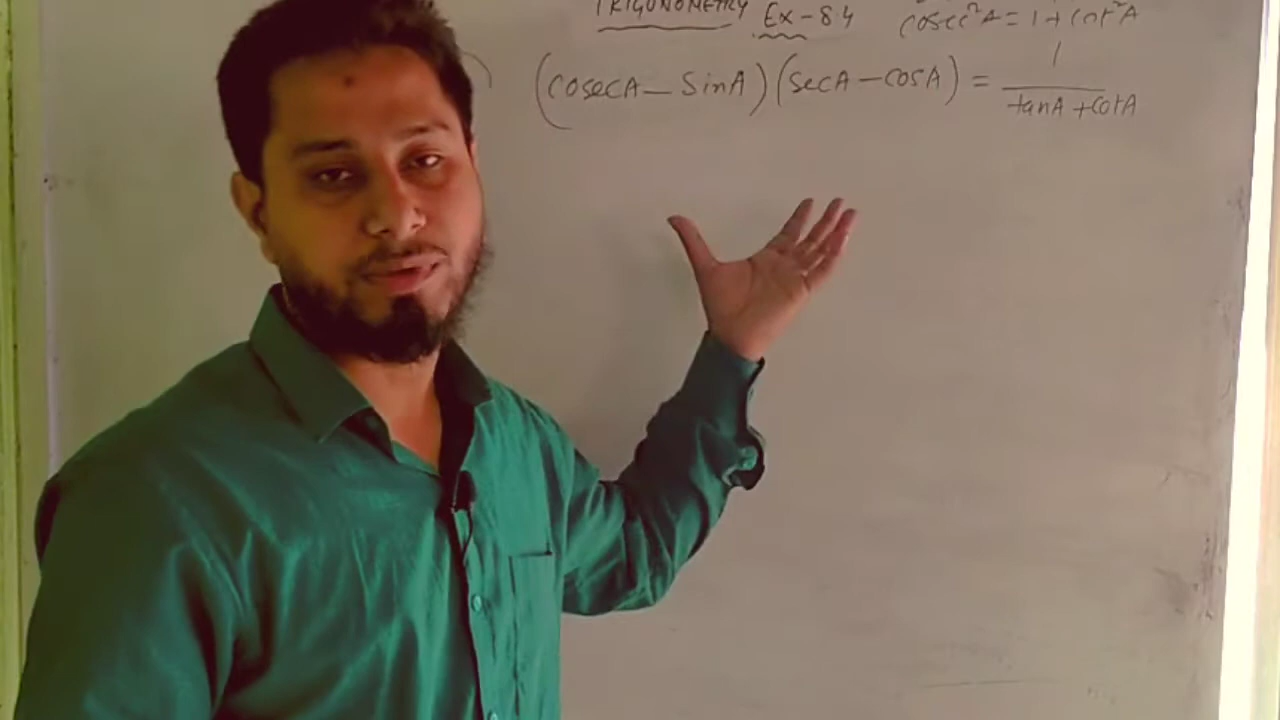 TRIGONOMETRY Ex-8.4 cosec²A = 1 + cot²A
(cosecA - sinA)(secA - cosA) = 1/(tanA + cotA)